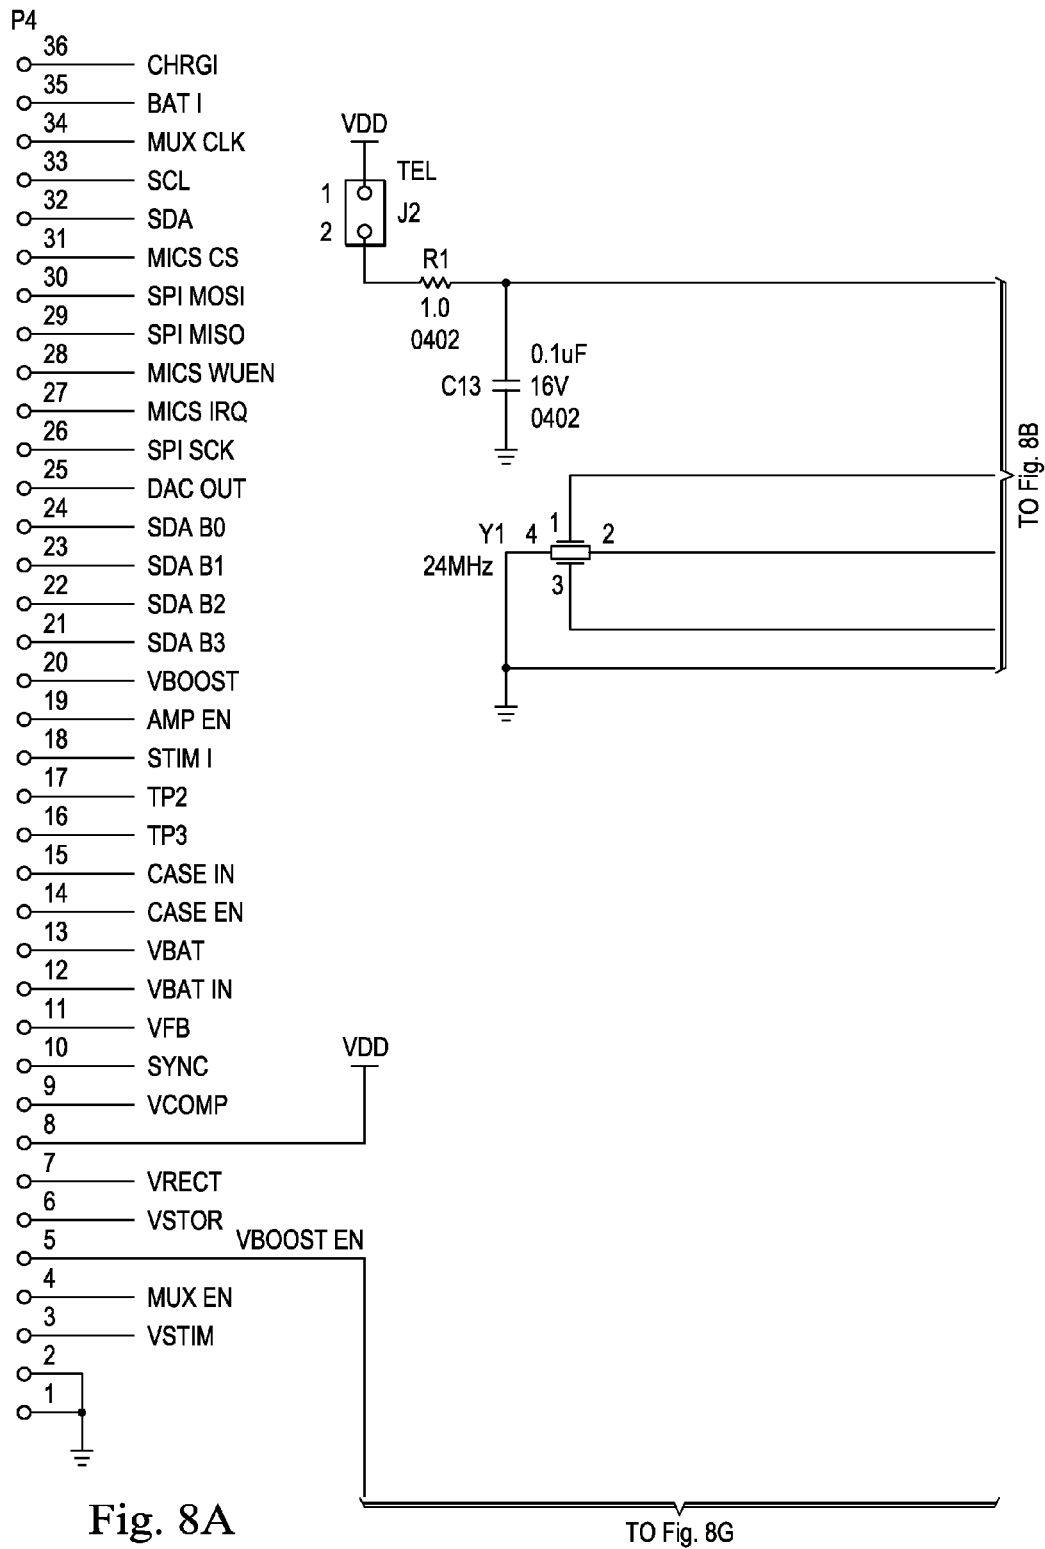 P4
36 CHRGI
35 BAT I
34 MUX CLK
33 SCL
32 SDA
31 MICS CS
30 SPI MOSI
29 SPI MISO
28 MICS WUEN
27 MICS IRQ
26 SPI SCK
25 DAC OUT
24 SDA B0
23 SDA B1
22 SDA B2
21 SDA B3
20 VBOOST
19 AMP EN
18 STIM I
17 TP2
16 TP3
15 CASE IN
14 CASE EN
13 VBAT
12 VBAT IN
11 VFB
10 SYNC
9 VCOMP
8
7 VRECT
6 VSTOR
5 VBOOST EN
4 MUX EN
3 VSTIM
2
1
VDD
TEL
1
J2
2
R1
1.0
0402
0.1uF
C13 16V
0402
TO Fig. 8B
Y1 4 1 2
24MHz
3
VDD
TO Fig. 8G
Fig. 8A